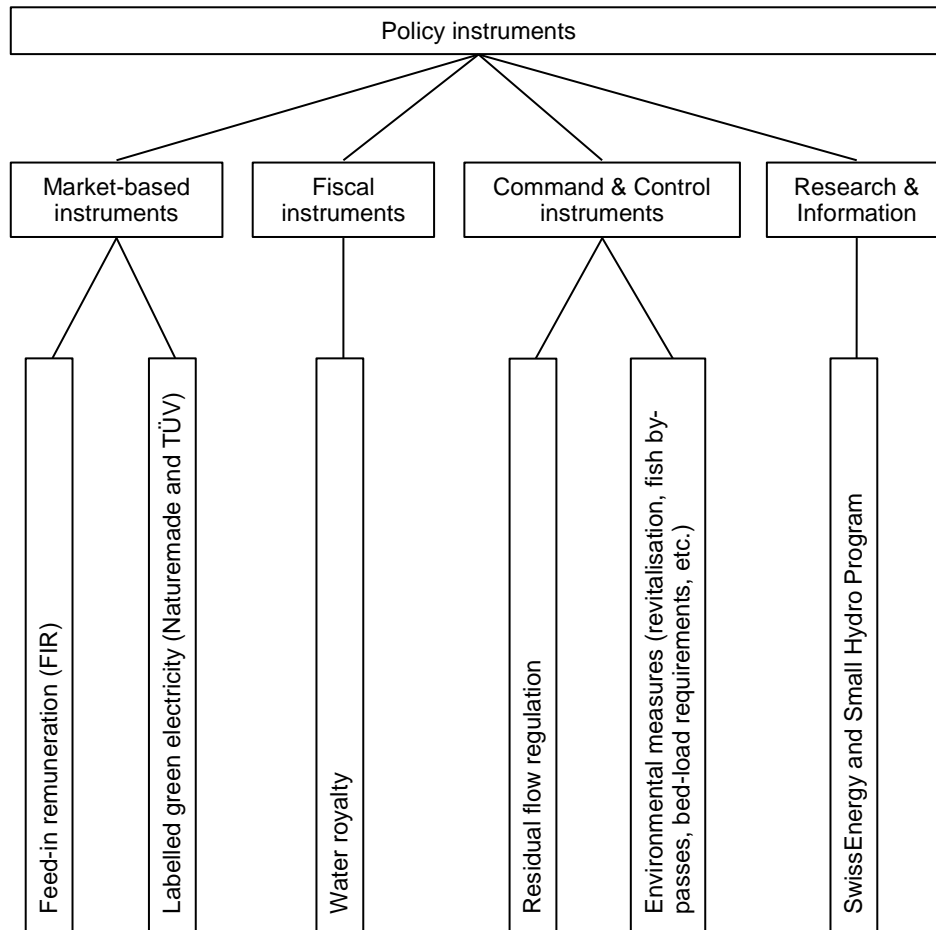 Policy instruments
Market-based
instruments
Fiscal
instruments
Command & Control
instruments
Research &
Information
Feed-in remuneration (FIR)
Labelled green electricity (Naturemade and TÜV)
Water royalty
Residual flow regulation
Environmental measures (revitalisation, fish by-
passes, bed-load requirements, etc.)
SwissEnergy and Small Hydro Program